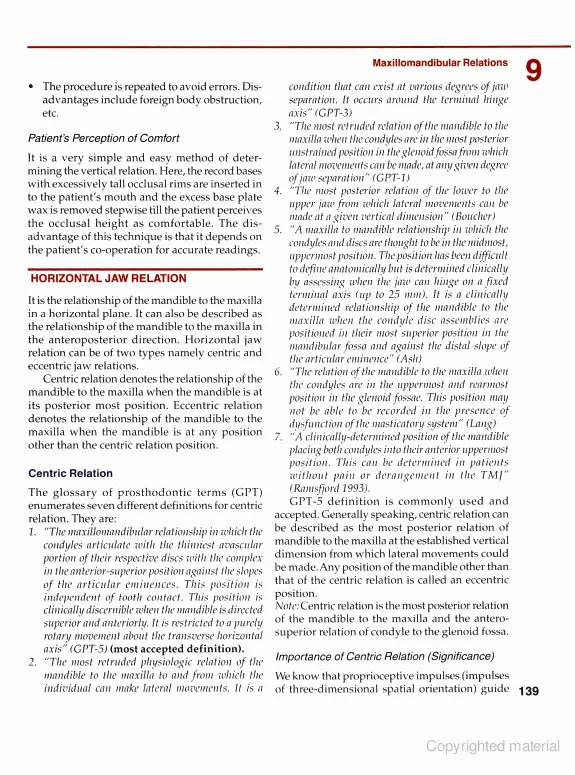 Maxillomandibular Relations
9
• The procedure is repeated to avoid errors. Dis-
advantages include foreign body obstruction,
etc.
Patient's Perception of Comfort
It is a very simple and easy method of deter-
mining the vertical relation. Here, the record bases
with excessively tall occlusal rims are inserted in
to the patient's mouth and the excess base plate
wax is removed stepwise till the patient perceives
the occlusal height as comfortable. The dis-
advantage of this technique is that it depends on
the patient's co-operation for accurate readings.
HORIZONTAL JAW RELATION
It is the relationship of the mandible to the maxilla
in a horizontal plane. It can also be described as
the relationship of the mandible to the maxilla in
the anteroposterior direction. Horizontal jaw
relation can be of two types namely centric and
eccentric jaw relations.
Centric relation denotes the relationship of the
mandible to the maxilla when the mandible is at
its posterior most position. Eccentric relation
denotes the relationship of the mandible to the
maxilla when the mandible is at any position
other than the centric relation position.
Centric Relation
The glossary of prosthodontic terms (GPT)
enumerates seven different definitions for centric
relation. They are:
1. "The maxillomandibular relationship in which the
condyles articulate with the thinnest avascular
portion of their respective discs with the complex
in the anterior-superior position against the slopes
of the articular eminences. This position is
independent of tooth contact. This position is
clinically discernible when the mandible is directed
superior and anteriorly. It is restricted to a purely
rotary movement about the transverse horizontal
axis" (GPT-5) (most accepted definition).
2. "The most retruded physiologic relation of the
mandible to the maxilla to and from which the
individual can make lateral movements. It is a
condition that can exist at various degrees of jaw
separation. It occurs around the terminal hinge
axis" (GPT-3)
3. "The most retruded relation of the mandible to the
maxilla when the condyles are in the most posterior
unstrained position in the glenoid fossa from which
lateral movements can be made, at any given degree
of jaw separation" (GPT-1)
4. "The most posterior relation of the lower to the
upper jaw from which lateral movements can be
made at a given vertical dimension" (Boucher)
5. "A maxilla to mandible relationship in which the
condyles and discs are thought to be in the midmost,
uppermost position. The position has been difficult
to define anatomically but is determined clinically
by assessing when the jaw can hinge on a fixed
terminal axis (up to 25 mm). It is a clinically
determined relationship of the mandible to the
maxilla when the condyle disc assemblies are
positioned in their most superior position in the
mandibular fossa and against the distal slope of
the articular eminence" (Ash)
6. "The relation of the mandible to the maxilla when
the condyles are in the uppermost and rearmost
position in the glenoid fossae. This position may
not be able to be recorded in the presence of
dysfunction of the masticatory system" (Lang)
7. "A clinically-determined position of the mandible
placing both condyles into their anterior uppermost
position. This can be determined in patients
without pain or derangement in the TMJ"
(Ramsfjord 1993).
GPT-5 definition is commonly used and
accepted. Generally speaking, centric relation can
be described as the most posterior relation of
mandible to the maxilla at the established vertical
dimension from which lateral movements could
be made. Any position of the mandible other than
that of the centric relation is called an eccentric
position.
Note: Centric relation is the most posterior relation
of the mandible to the maxilla and the antero-
superior relation of condyle to the glenoid fossa.
Importance of Centric Relation (Significance)
We know that proprioceptive impulses (impulses
of three-dimensional spatial orientation) guide
139
Copyrighted material